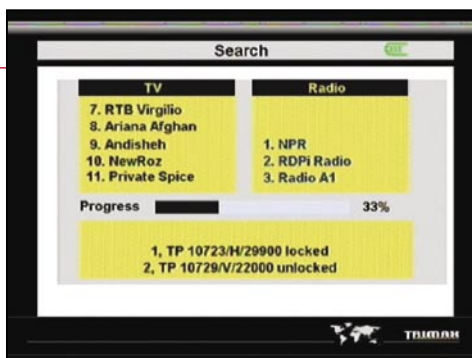 Search
TV
7. RTB Virgilio
8. Ariana Afghan
9. Andisheh
10. NewRoz
11. Private Spice
Radio
1. NPR
2. RDPi Radio
3. Radio A1
Progress 33%
1, TP 10723/H/29900 locked
2, TP 10729/V/22000 unlocked
TRIMAX